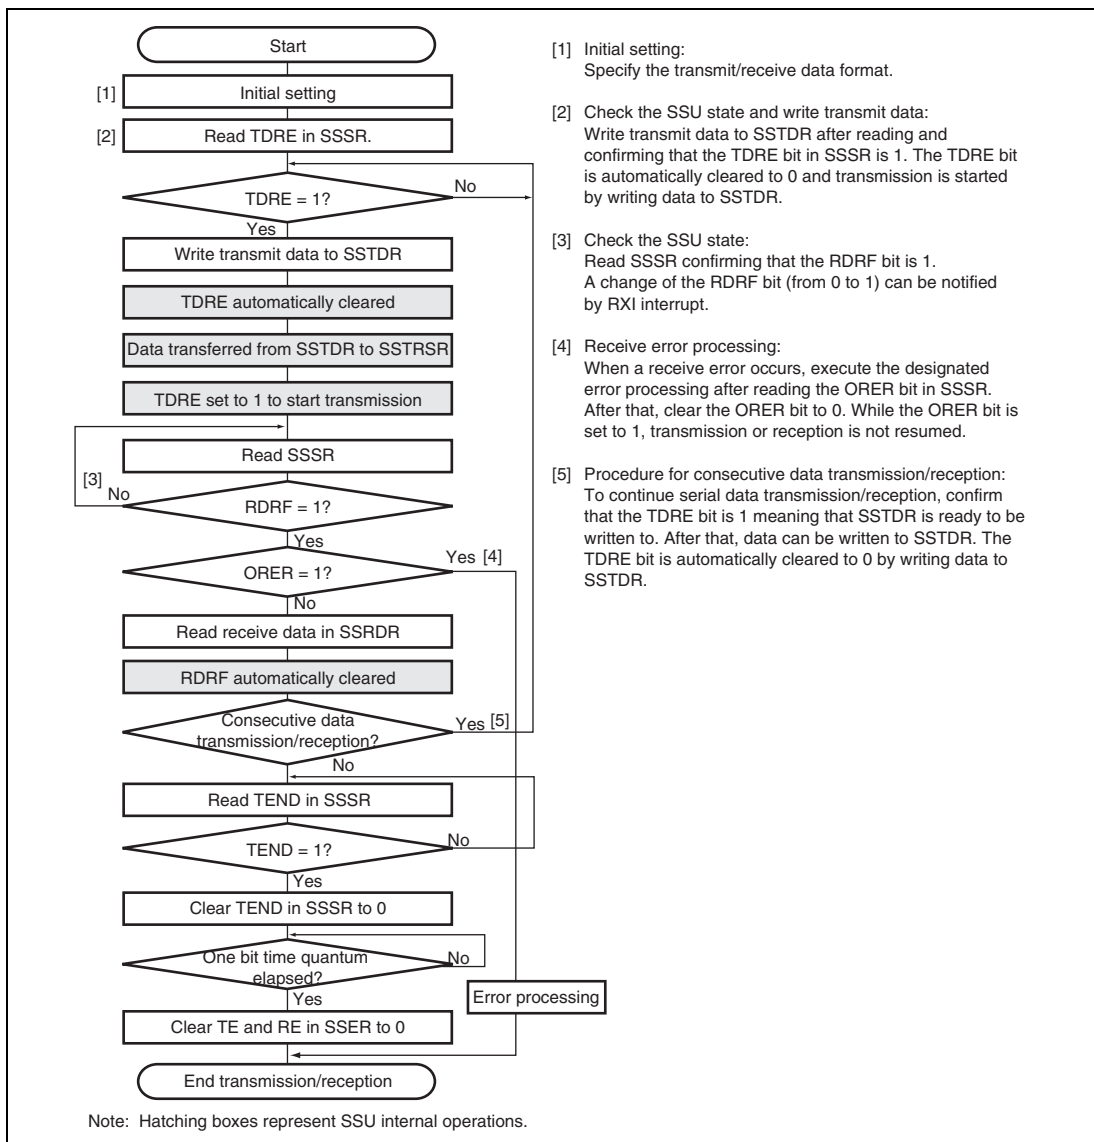 Start
[1] Initial setting
[2] Read TDRE in SSSR.
TDRE = 1?
No
Yes
Write transmit data to SSTDR
TDRE automatically cleared
Data transferred from SSTDR to SSTRSR
TDRE set to 1 to start transmission
Read SSSR
[3]
No
RDRF = 1?
Yes
ORER = 1?
Yes [4]
No
Read receive data in SSRDR
RDRF automatically cleared
Consecutive data
transmission/reception?
Yes [5]
No
Read TEND in SSSR
TEND = 1?
No
Yes
Clear TEND in SSSR to 0
One bit time quantum
elapsed?
No
Yes
Error processing
Clear TE and RE in SSER to 0
End transmission/reception
[1] Initial setting:
Specify the transmit/receive data format.
[2] Check the SSU state and write transmit data:
Write transmit data to SSTDR after reading and
confirming that the TDRE bit in SSSR is 1. The TDRE bit
is automatically cleared to 0 and transmission is started
by writing data to SSTDR.
[3] Check the SSU state:
Read SSSR confirming that the RDRF bit is 1.
A change of the RDRF bit (from 0 to 1) can be notified
by RXI interrupt.
[4] Receive error processing:
When a receive error occurs, execute the designated
error processing after reading the ORER bit in SSSR.
After that, clear the ORER bit to 0. While the ORER bit is
set to 1, transmission or reception is not resumed.
[5] Procedure for consecutive data transmission/reception:
To continue serial data transmission/reception, confirm
that the TDRE bit is 1 meaning that SSTDR is ready to be
written to. After that, data can be written to SSTDR. The
TDRE bit is automatically cleared to 0 by writing data to
SSTDR.
Note: Hatching boxes represent SSU internal operations.